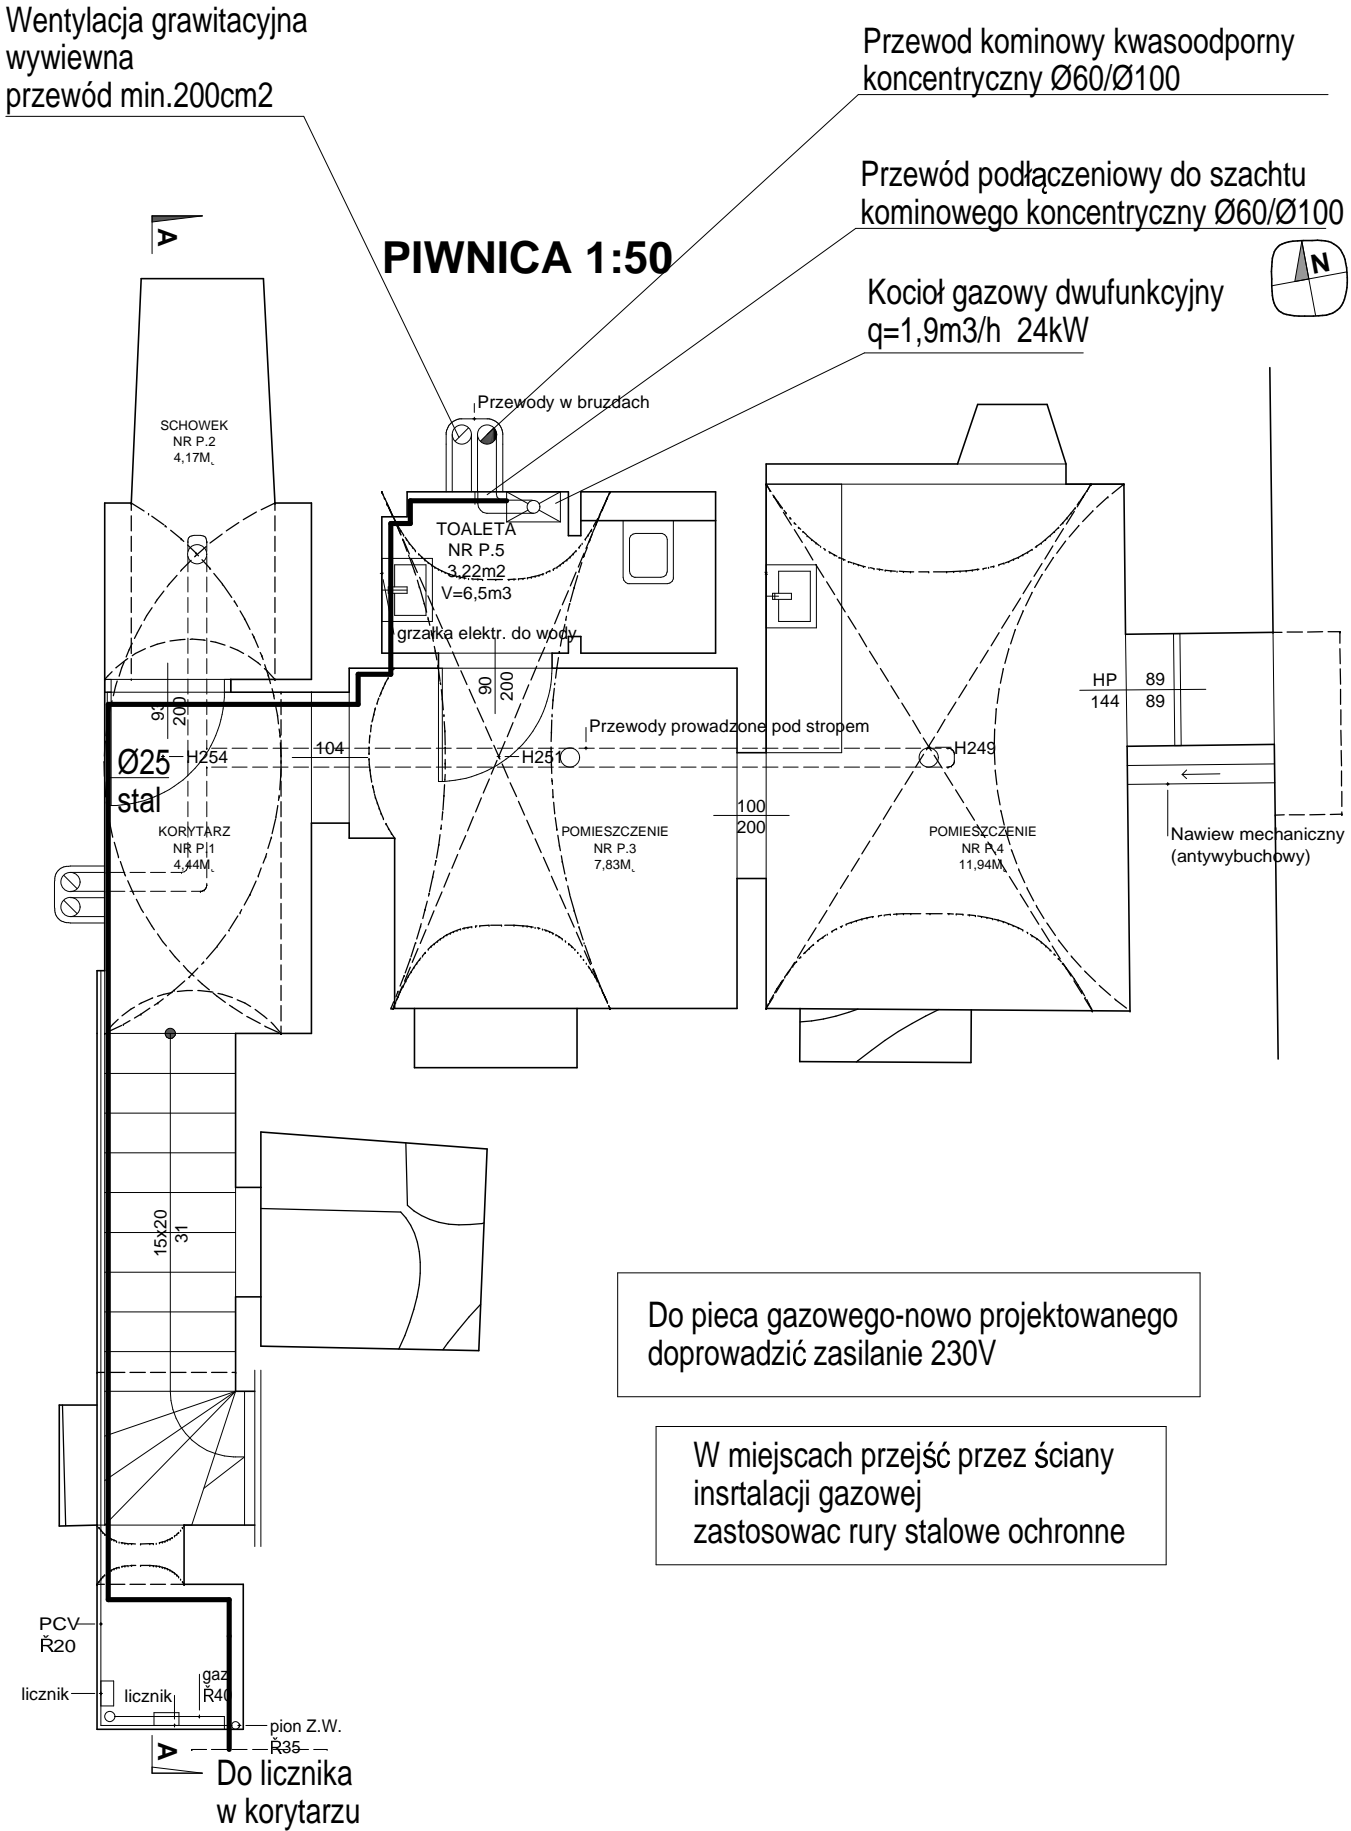 Wentylacja grawitacyjna
wywiewna
przewód min.200cm2
Przewod kominowy kwasoodporny
koncentryczny Ø60/Ø100
Przewód podłączeniowy do szachtu
kominowego koncentryczny Ø60/Ø100
A
PIWNICA 1:50
N
Kocioł gazowy dwufunkcyjny
q=1,9m3/h 24kW
Przewody w bruzdach
SCHOWEK
NR P.2
4,17M
TOALETA
NR P.5
3,22m2
V=6,5m3
grzałka elektr. do wody
90
200
93
200
HP 89
144 89
Przewody prowadzone pod stropem
Ø25
stal
H254
104
H251
H249
100
200
KORYTARZ
NR P.1
4,44M
POMIESZCZENIE
NR P.3
7,83M
POMIESZCZENIE
NR P.4
11,94M
Nawiew mechaniczny
(antywybuchowy)
15x20
31
Do pieca gazowego-nowo projektowanego
doprowadzić zasilanie 230V
W miejscach przejść przez ściany
insrtalacji gazowej
zastosowac rury stalowe ochronne
PCV
Ř20
licznik
licznik
gaz
Ř40
pion Z.W.
Ř35
A
Do licznika
w korytarzu